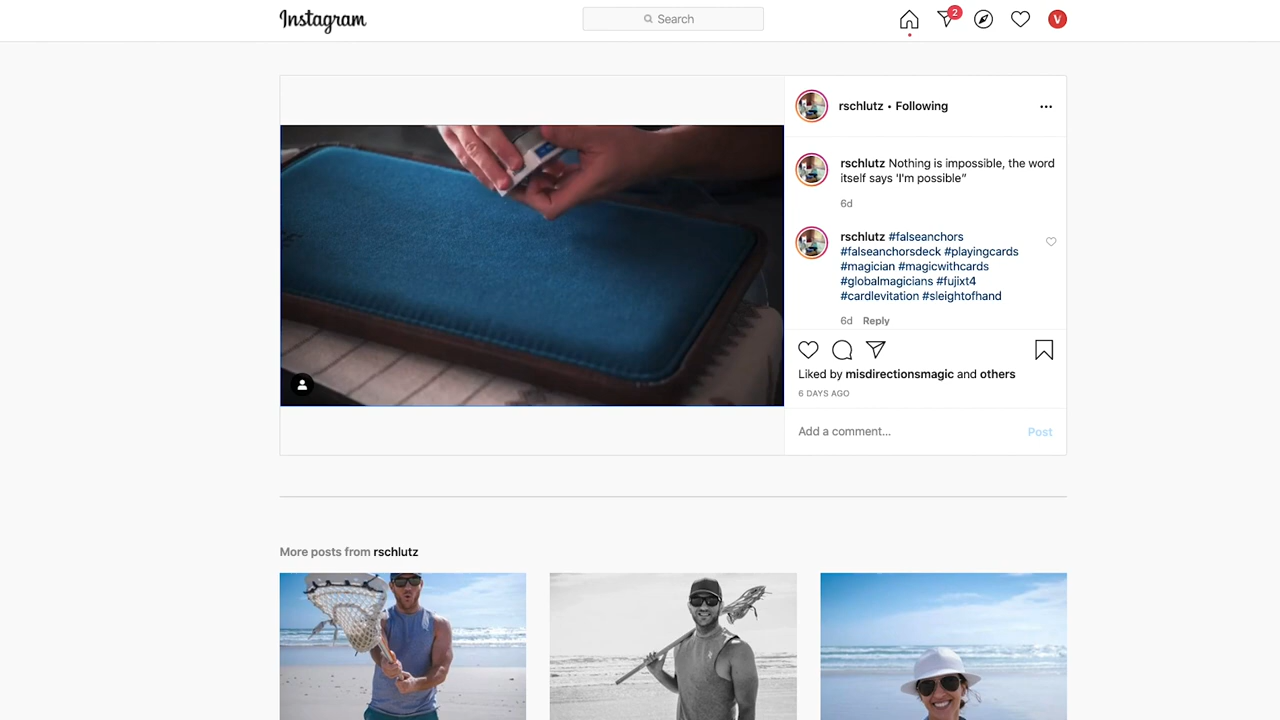 Instagram
Search
2
V
rschlutz • Following
rschlutz Nothing is impossible, the word
itself says 'I'm possible”
6d
rschlutz #falseanchors
#falseanchorsdeck #playingcards
#magician #magicwithcards
#globalmagicians #fujixt4
#cardlevitation #sleightofhand
6d Reply
Liked by misdirectionsmagic and others
6 DAYS AGO
Add a comment...
Post
More posts from rschlutz